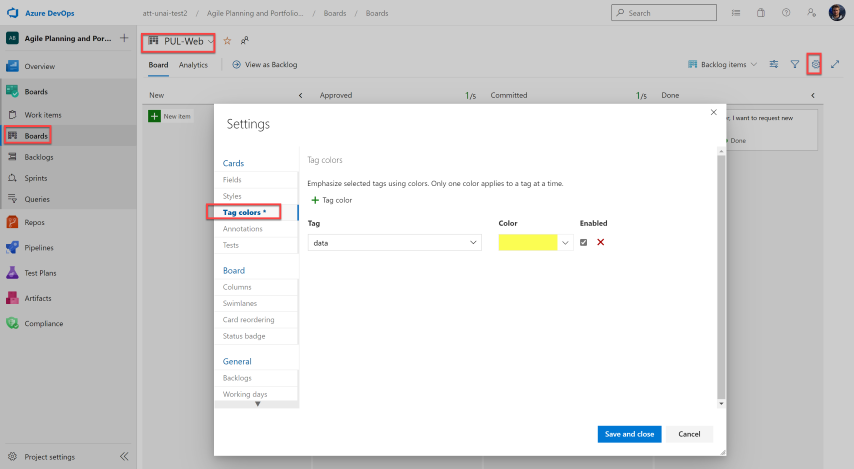 Azure DevOps
att-unai-test2 / Agile Planning and Portfolio... / Boards / Boards
Search
AB Agile Planning and Por... +
PUL-Web
Overview
Board Analytics View as Backlog
Backlog items
Boards
New
Approved 1/5
Committed 1/5
Done
Work items
New item
r, I want to request new
Boards
Done
Backlogs
Sprints
Queries
Repos
Pipelines
Test Plans
Artifacts
Compliance
Project settings
Settings
Cards
Fields
Styles
Tag colors *
Annotations
Tests
Board
Columns
Swimlanes
Card reordering
Status badge
General
Backlogs
Working days
Tag colors
Emphasize selected tags using colors. Only one color applies to a tag at a time.
+ Tag color
Tag Color Enabled
data
Save and close Cancel